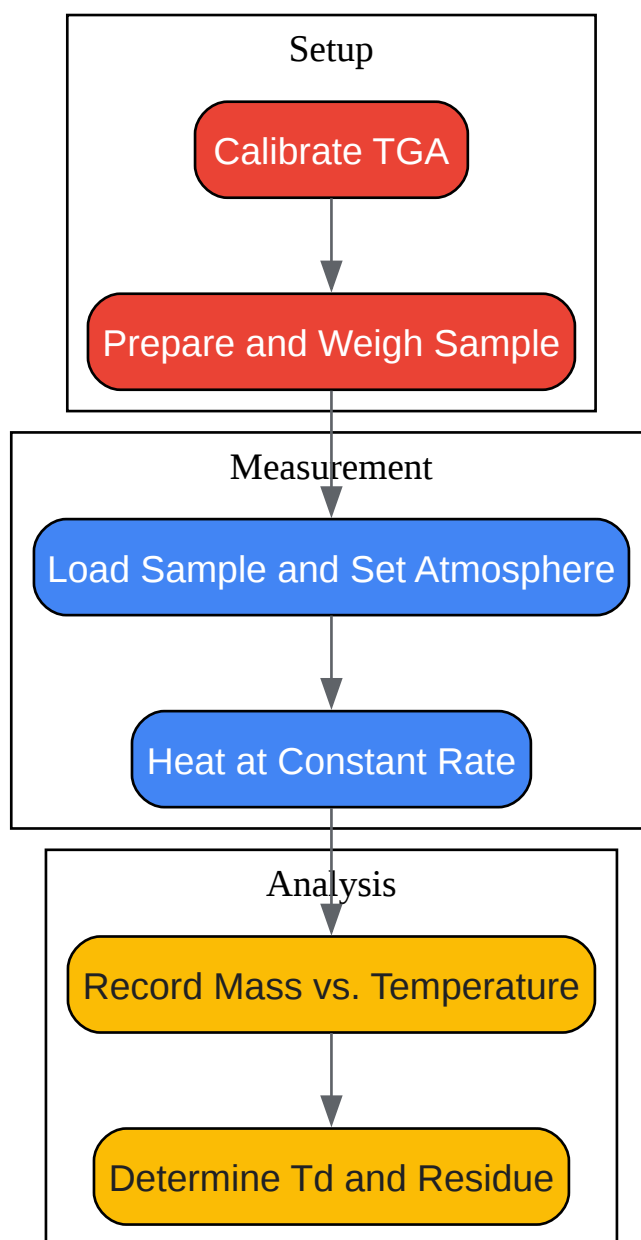 Setup
Calibrate TGA
Prepare and Weigh Sample
Measurement
Load Sample and Set Atmosphere
Heat at Constant Rate
Analysis
Record Mass vs. Temperature
Determine Td and Residue